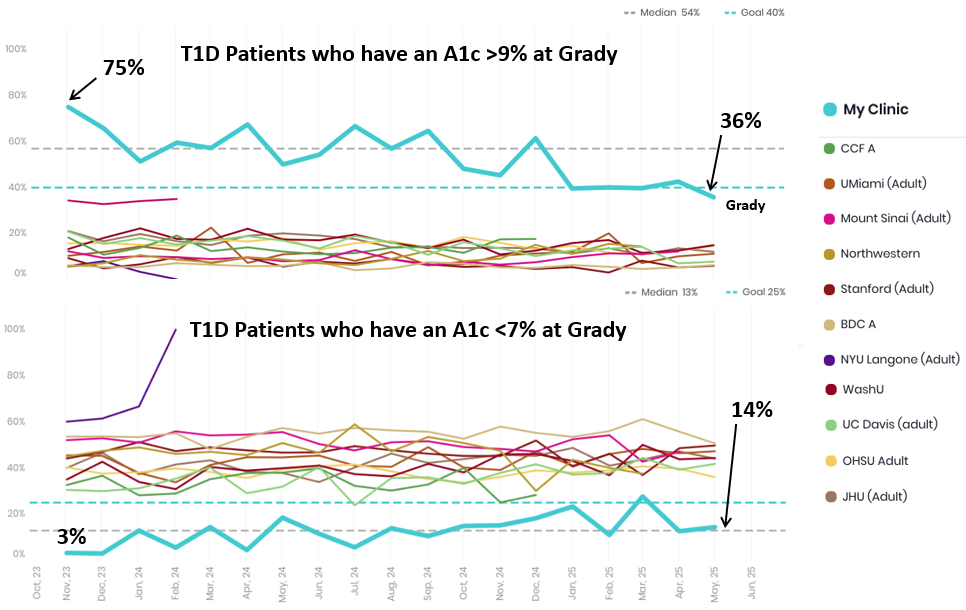 Median 54% Goal 40%
T1D Patients who have an A1c >9% at Grady
100%
80%
60%
40%
20%
0%
75%
36%
Grady
Median 13% Goal 25%
T1D Patients who have an A1c <7% at Grady
100%
80%
60%
40%
20%
0%
3%
14%
Oct, 23
Nov, 23
Dec, 23
Jan, 24
Feb, 24
Mar, 24
Apr, 24
May, 24
Jun, 24
Jul, 24
Aug, 24
Sep, 24
Oct, 24
Nov, 24
Dec, 24
Jan, 25
Feb, 25
Mar, 25
Apr, 25
May, 25
Jun, 25
My Clinic
CCF A
UMiami (Adult)
Mount Sinai (Adult)
Northwestern
Stanford (Adult)
BDC A
NYU Langone (Adult)
WashU
UC Davis (adult)
OHSU Adult
JHU (Adult)